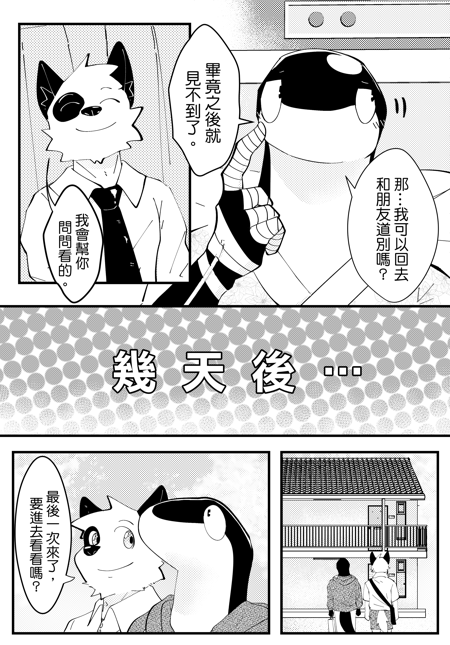 那…我可以回去
和朋友道別嗎？
畢竟之後就
見不到了。
我會幫你
問問看的。
幾天後…
最後一次來了，
要進去看看嗎？